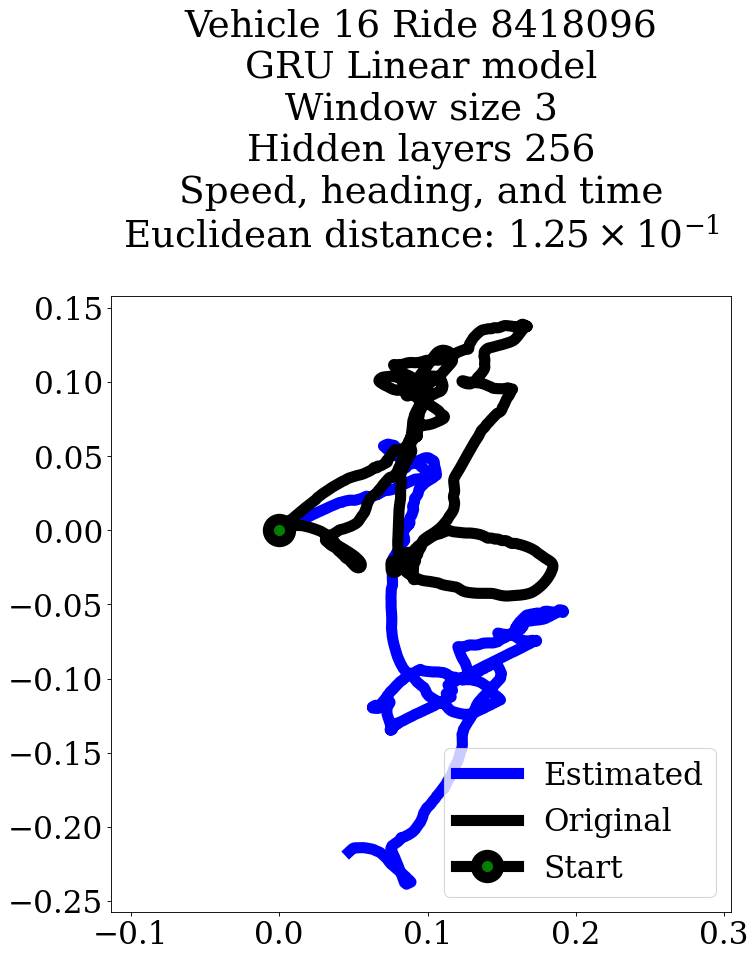 Vehicle 16 Ride 8418096
GRU Linear model
Window size 3
Hidden layers 256
Speed, heading, and time
Euclidean distance: 1.25 × 10⁻¹
0.15
0.10
0.05
0.00
−0.05
−0.10
−0.15
−0.20
−0.25
Estimated
Original
Start
−0.1 0.0 0.1 0.2 0.3